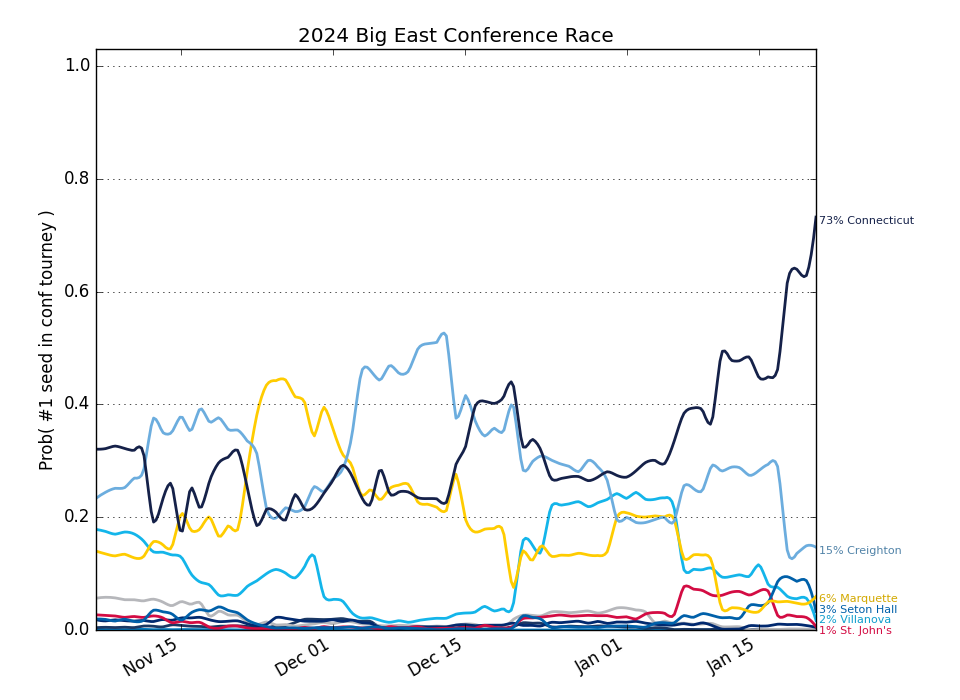 2024 Big East Conference Race
Prob( #1 seed in conf tourney )
1.0
0.8
0.6
0.4
0.2
0.0
Nov 15
Dec 01
Dec 15
Jan 01
Jan 15
73% Connecticut
15% Creighton
6% Marquette
3% Seton Hall
2% Villanova
1% St. John's